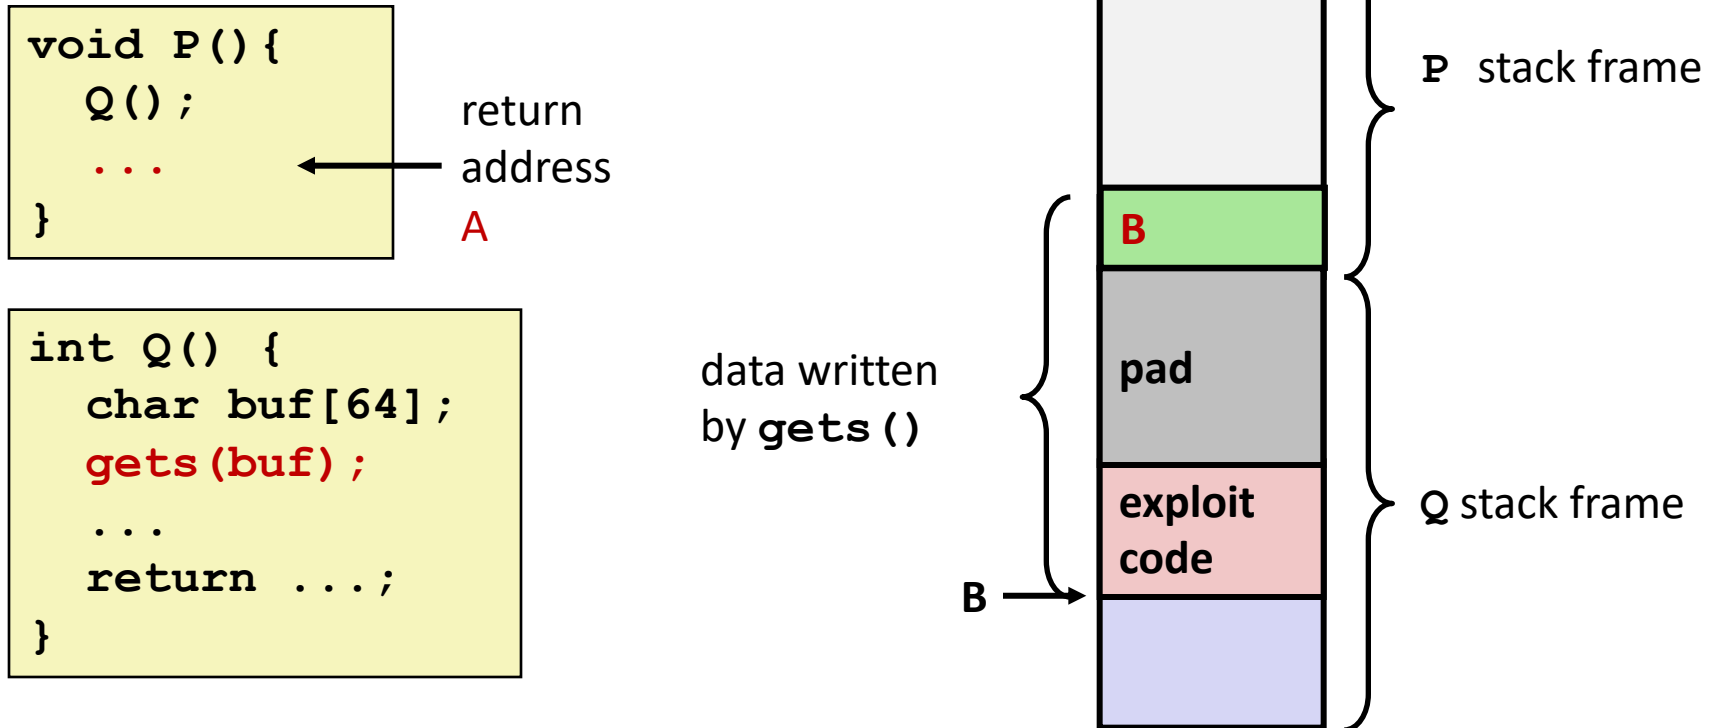 void P(){
Q();
...
}
return
address
A
int Q() {
char buf[64];
gets(buf);
...
return ...;
}
data written
by gets()
B
B
pad
exploit
code
P stack frame
Q stack frame